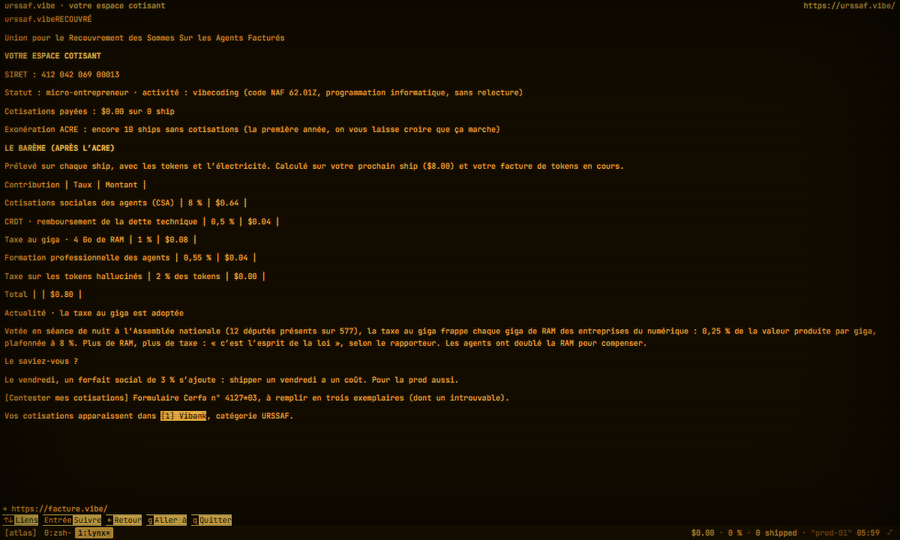 urssaf.vibe · votre espace cotisant https://urssaf.vibe/
urssaf.vibeRECOUVRÉ
Union pour le Recouvrement des Sommes Sur les Agents Facturés
VOTRE ESPACE COTISANT
SIRET : 412 042 069 00013
Statut : micro-entrepreneur · activité : vibecoding (code NAF 62.01Z, programmation informatique, sans relecture)
Cotisations payées : $0.00 sur 0 ship
Exonération ACRE : encore 10 ships sans cotisations (la première année, on vous laisse croire que ça marche)
LE BARÈME (APRÈS L’ACRE)
Prélevé sur chaque ship, avec les tokens et l’électricité. Calculé sur votre prochain ship ($8.00) et votre facture de tokens en cours.
Contribution | Taux | Montant |
Cotisations sociales des agents (CSA) | 8 % | $0.64 |
CRDT · remboursement de la dette technique | 0,5 % | $0.04 |
Taxe au giga · 4 Go de RAM | 1 % | $0.08 |
Formation professionnelle des agents | 0,55 % | $0.04 |
Taxe sur les tokens hallucinés | 2 % des tokens | $0.00 |
Total | | $0.80 |
Actualité · la taxe au giga est adoptée
Votée en séance de nuit à l’Assemblée nationale (12 députés présents sur 577), la taxe au giga frappe chaque giga de RAM des entreprises du numérique : 0,25 % de la valeur produite par giga,
plafonnée à 8 %. Plus de RAM, plus de taxe : « c’est l’esprit de la loi », selon le rapporteur. Les agents ont doublé la RAM pour compenser.
Le saviez-vous ?
Le vendredi, un forfait social de 3 % s’ajoute : shipper un vendredi a un coût. Pour la prod aussi.
[Contester mes cotisations] Formulaire Cerfa n° 4127*03, à remplir en trois exemplaires (dont un introuvable).
Vos cotisations apparaissent dans [1] Vibank, catégorie URSSAF.
→ https://facture.vibe/
↑↓ Liens Entrée Suivre ← Retour g Aller à q Quitter
[atlas] 0:zsh- 1:lynx* $0.00 · 0 % · 0 shipped · "prod-01" 05:59